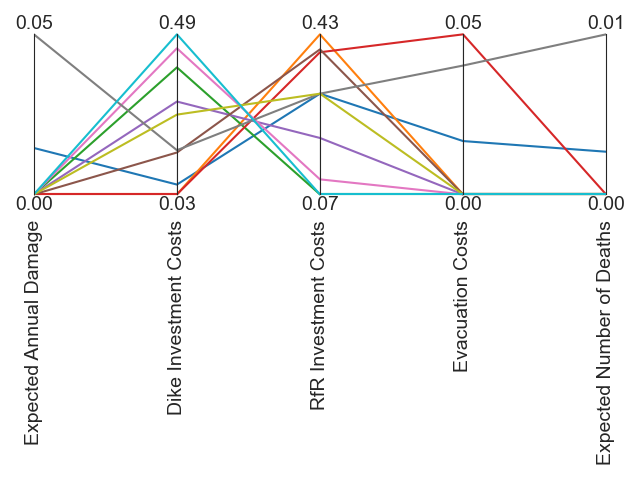 0.05 0.49 0.43 0.05 0.01
0.00 0.03 0.07 0.00 0.00
Expected Annual Damage
Dike Investment Costs
RfR Investment Costs
Evacuation Costs
Expected Number of Deaths